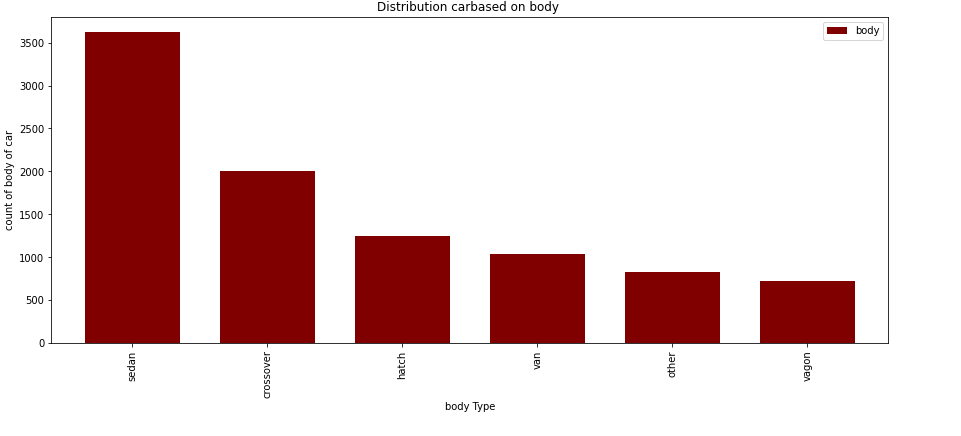 Distribution carbased on body
body
count of body of car
3500
3000
2500
2000
1500
1000
500
0
sedan
crossover
hatch
van
other
vagon
body Type